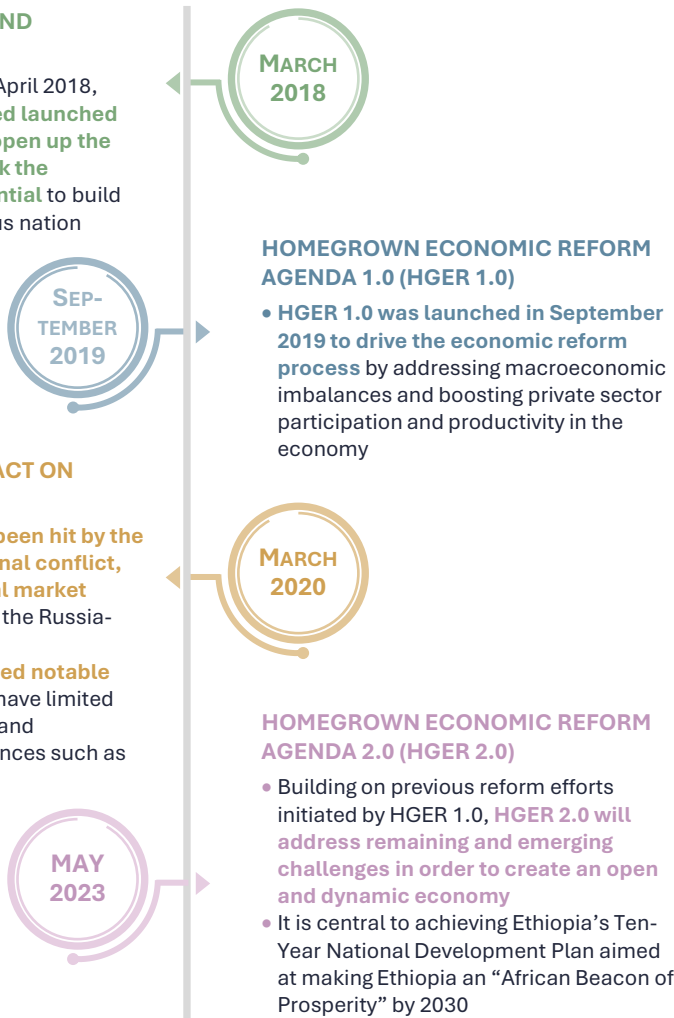 ND
April 2018,
ed launched
open up the
k the
ntial to build
us nation
MARCH
2018
HOMEGROWN ECONOMIC REFORM
AGENDA 1.0 (HGER 1.0)
• HGER 1.0 was launched in September
2019 to drive the economic reform
process by addressing macroeconomic
imbalances and boosting private sector
participation and productivity in the
economy
SEP-
TEMBER
2019
ACT ON
been hit by the
nal conflict,
al market
the Russia-
ed notable
have limited
and
nces such as
MARCH
2020
HOMEGROWN ECONOMIC REFORM
AGENDA 2.0 (HGER 2.0)
• Building on previous reform efforts
initiated by HGER 1.0, HGER 2.0 will
address remaining and emerging
challenges in order to create an open
and dynamic economy
• It is central to achieving Ethiopia’s Ten-
Year National Development Plan aimed
at making Ethiopia an “African Beacon of
Prosperity” by 2030
MAY
2023